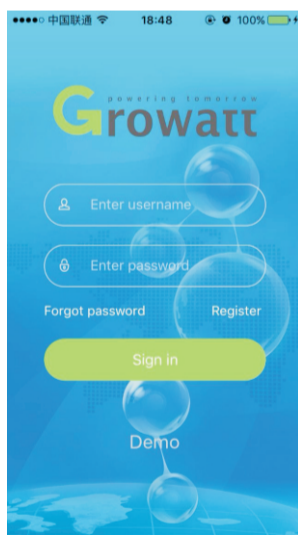 中国联通 18:48 100%
powering tomorrow
Growatt
Enter username
Enter password
Forgot password Register
Sign in
Demo